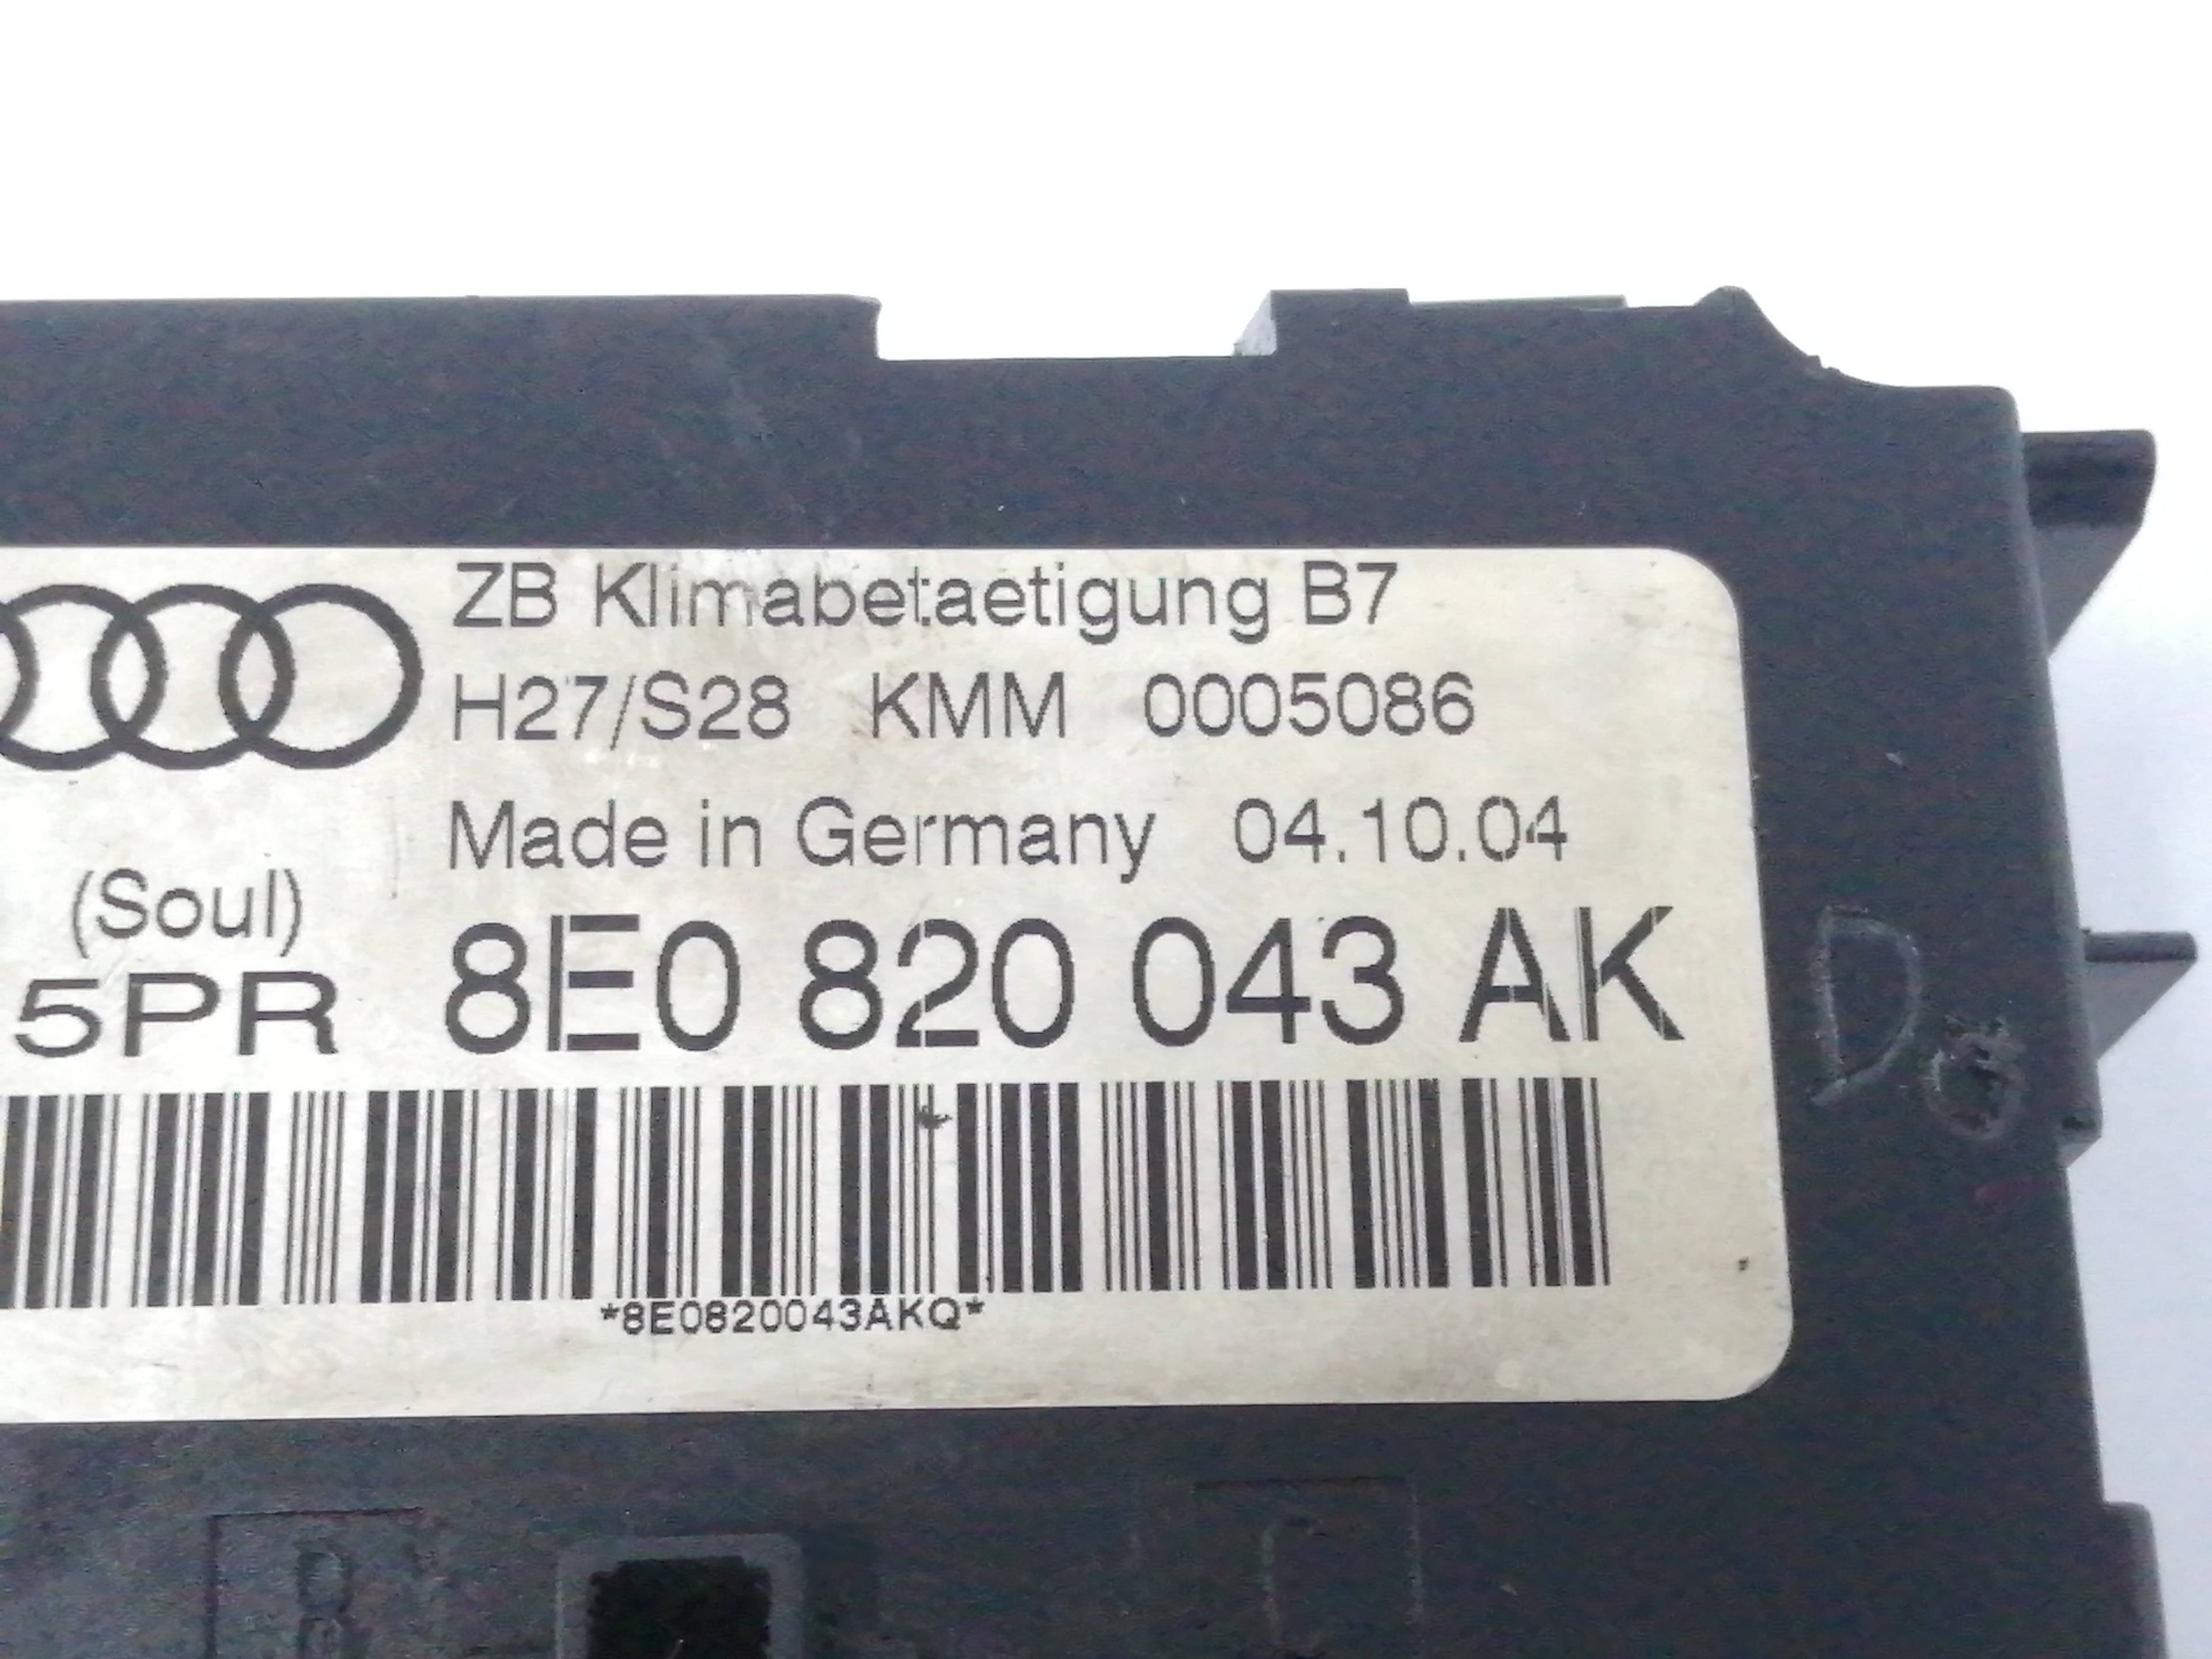 ZB Klimabetaetigung B7
H27/S28 KMM 0005086
Made in Germany 04.10.04
(Soul)
5PR 8E0 820 043 AK
*8E0820043AKQ*